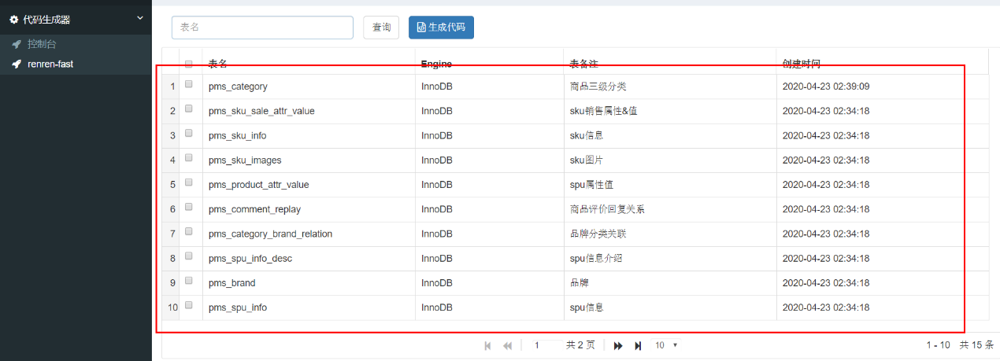 代码生成器
控制台
renren-fast
表名 查询 生成代码
表名 Engine 表备注 创建时间
1 pms_category InnoDB 商品三级分类 2020-04-23 02:39:09
2 pms_sku_sale_attr_value InnoDB sku销售属性&值 2020-04-23 02:34:18
3 pms_sku_info InnoDB sku信息 2020-04-23 02:34:18
4 pms_sku_images InnoDB sku图片 2020-04-23 02:34:18
5 pms_product_attr_value InnoDB spu属性值 2020-04-23 02:34:18
6 pms_comment_replay InnoDB 商品评价回复关系 2020-04-23 02:34:18
7 pms_category_brand_relation InnoDB 品牌分类关联 2020-04-23 02:34:18
8 pms_spu_info_desc InnoDB spu信息介绍 2020-04-23 02:34:18
9 pms_brand InnoDB 品牌 2020-04-23 02:34:18
10 pms_spu_info InnoDB spu信息 2020-04-23 02:34:18
1 共 2 页 10 1 - 10 共 15 条